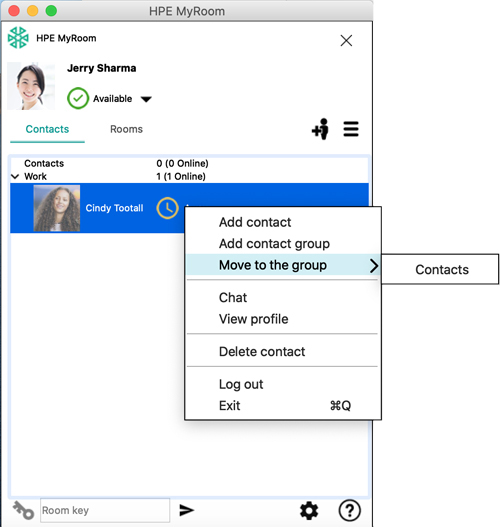 HPE MyRoom
HPE MyRoom
Jerry Sharma
Available
Contacts Rooms
Contacts 0 (0 Online)
Work 1 (1 Online)
Cindy Tootall
Add contact
Add contact group
Move to the group
Contacts
Chat
View profile
Delete contact
Log out
Exit ⌘Q
Room key